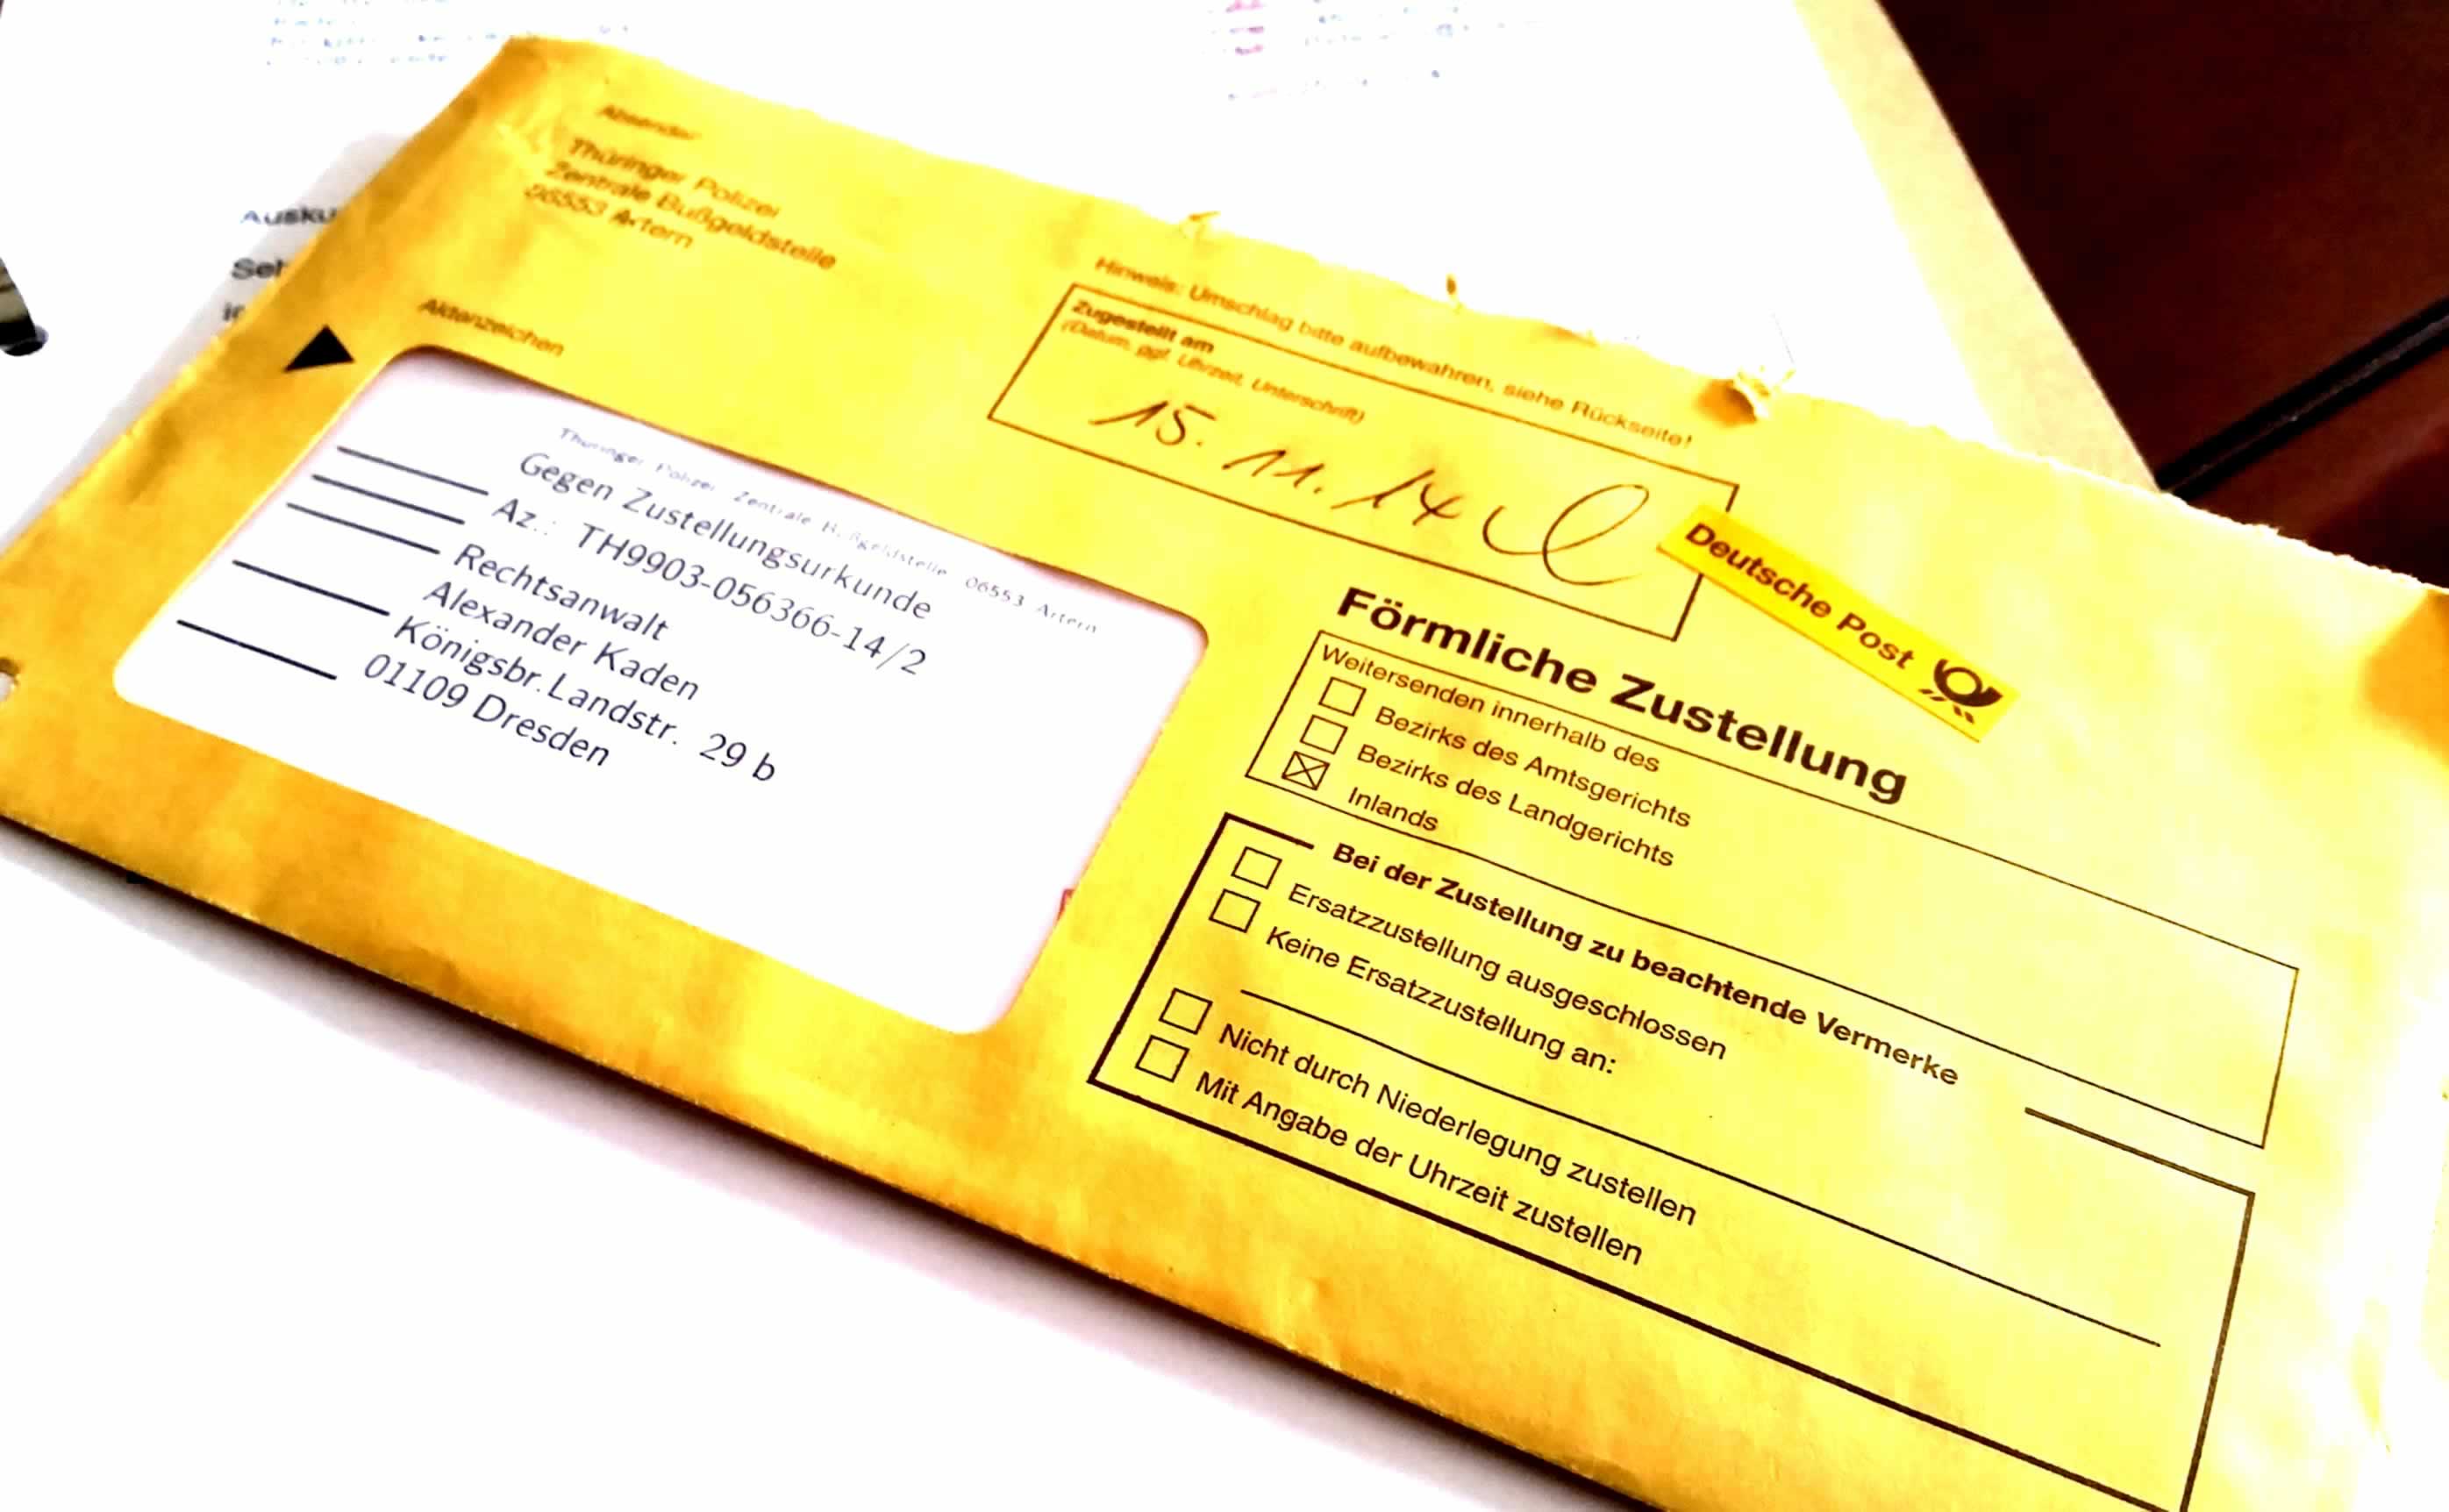 Absender
Thüringer Polizei
Zentrale Bußgeldstelle
06553 Artern
Aktenzeichen
Hinweis: Umschlag bitte aufbewahren, siehe Rückseite!
Zugestellt am
(Datum, ggf. Uhrzeit, Unterschrift)
15. 11. 14
Deutsche Post
Thüringer Polizei Zentrale Bußgeldstelle 06553 Artern
Gegen Zustellungsurkunde
Az.: TH9903-056366-14/2
Rechtsanwalt
Alexander Kaden
Königsbr.Landstr. 29 b
01109 Dresden
Förmliche Zustellung
Weitersenden innerhalb des
Bezirks des Amtsgerichts
Bezirks des Landgerichts
Inlands
Bei der Zustellung zu beachtende Vermerke
Ersatzzustellung ausgeschlossen
Keine Ersatzzustellung an:
Nicht durch Niederlegung zustellen
Mit Angabe der Uhrzeit zustellen